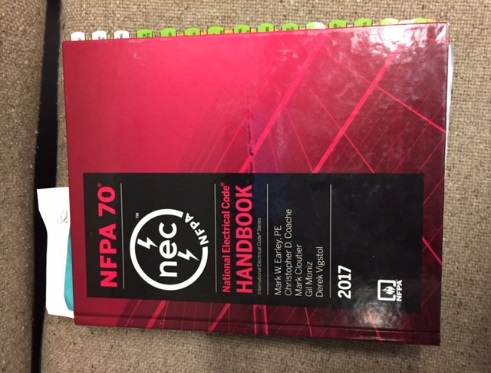 NFPA 70®
nec
NFPA
™
National Electrical Code®
HANDBOOK
International Electrical Code® Series
Mark W. Earley, PE
Christopher D. Coache
Mark Cloutier
Gil Moniz
Derek Vigstol
2017
NFPA